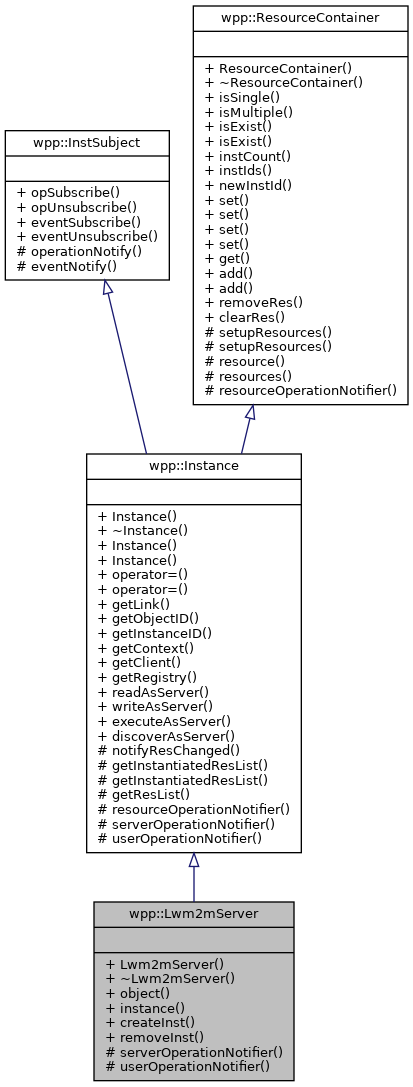 wpp::ResourceContainer
+ ResourceContainer()
+ ~ResourceContainer()
+ isSingle()
+ isMultiple()
+ isExist()
+ isExist()
+ instCount()
+ instIds()
+ newInstId()
+ set()
+ set()
+ set()
+ set()
+ get()
+ add()
+ add()
+ removeRes()
+ clearRes()
# setupResources()
# setupResources()
# resource()
# resources()
# resourceOperationNotifier()
wpp::InstSubject
+ opSubscribe()
+ opUnsubscribe()
+ eventSubscribe()
+ eventUnsubscribe()
# operationNotify()
# eventNotify()
wpp::Instance
+ Instance()
+ ~Instance()
+ Instance()
+ Instance()
+ operator=()
+ operator=()
+ getLink()
+ getObjectID()
+ getInstanceID()
+ getContext()
+ getClient()
+ getRegistry()
+ readAsServer()
+ writeAsServer()
+ executeAsServer()
+ discoverAsServer()
# notifyResChanged()
# getInstantiatedResList()
# getInstantiatedResList()
# getResList()
# resourceOperationNotifier()
# serverOperationNotifier()
# userOperationNotifier()
wpp::Lwm2mServer
+ Lwm2mServer()
+ ~Lwm2mServer()
+ object()
+ instance()
+ createInst()
+ removeInst()
# serverOperationNotifier()
# userOperationNotifier()